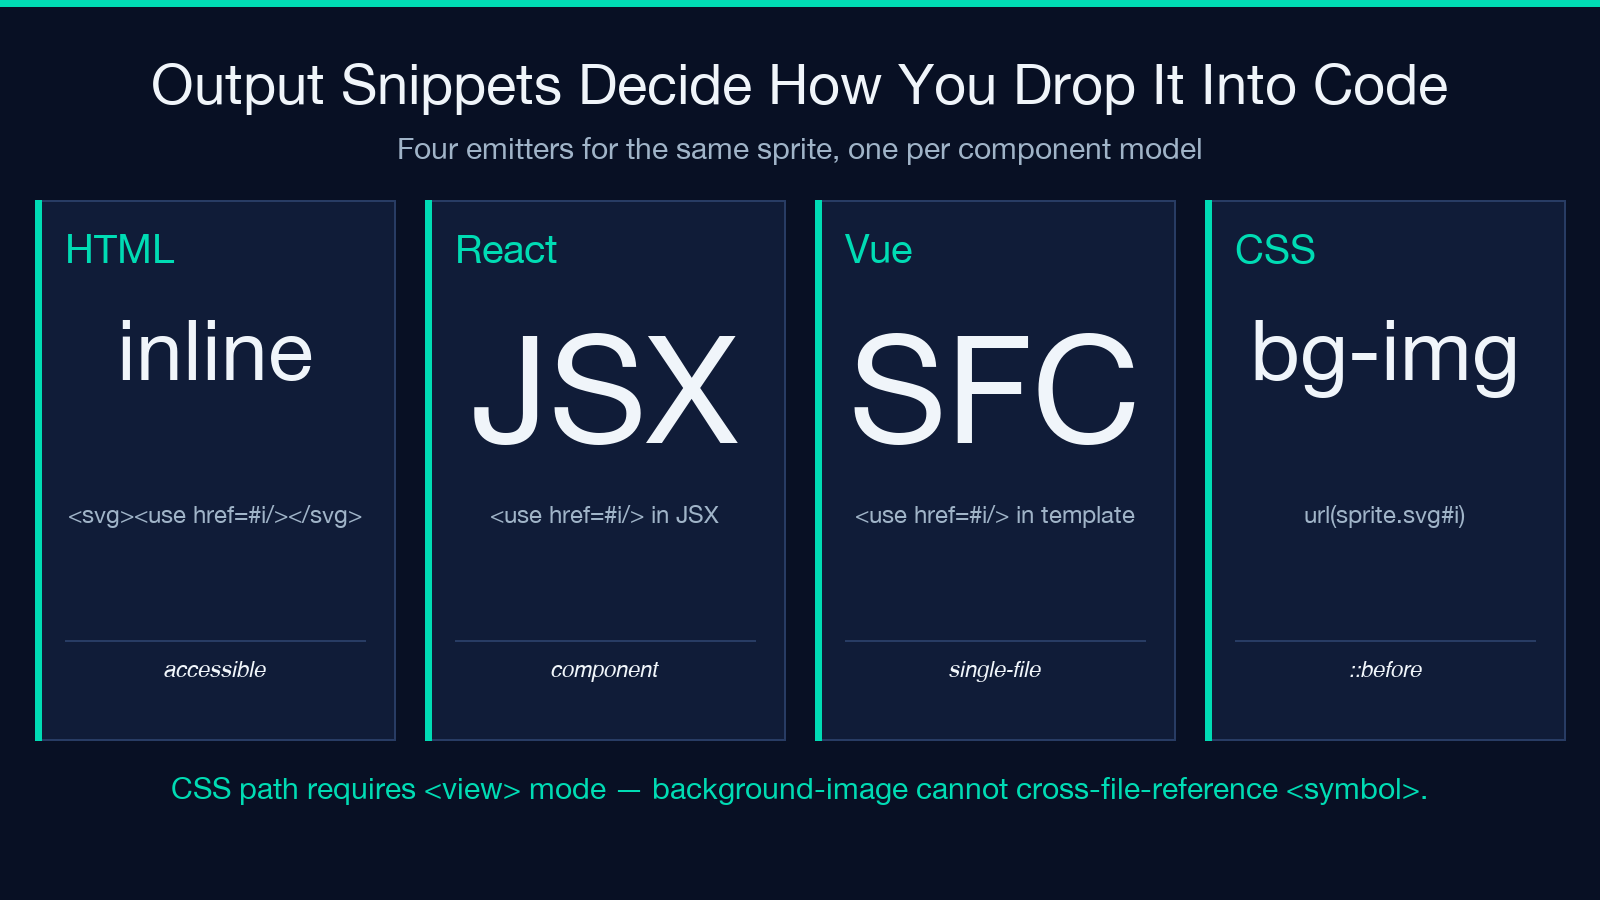 Output Snippets Decide How You Drop It Into Code
Four emitters for the same sprite, one per component model
HTML
inline
<svg><use href=#i/></svg>
accessible
React
JSX
<use href=#i/> in JSX
component
Vue
SFC
<use href=#i/> in template
single-file
CSS
bg-img
url(sprite.svg#i)
::before
CSS path requires <view> mode — background-image cannot cross-file-reference <symbol>.